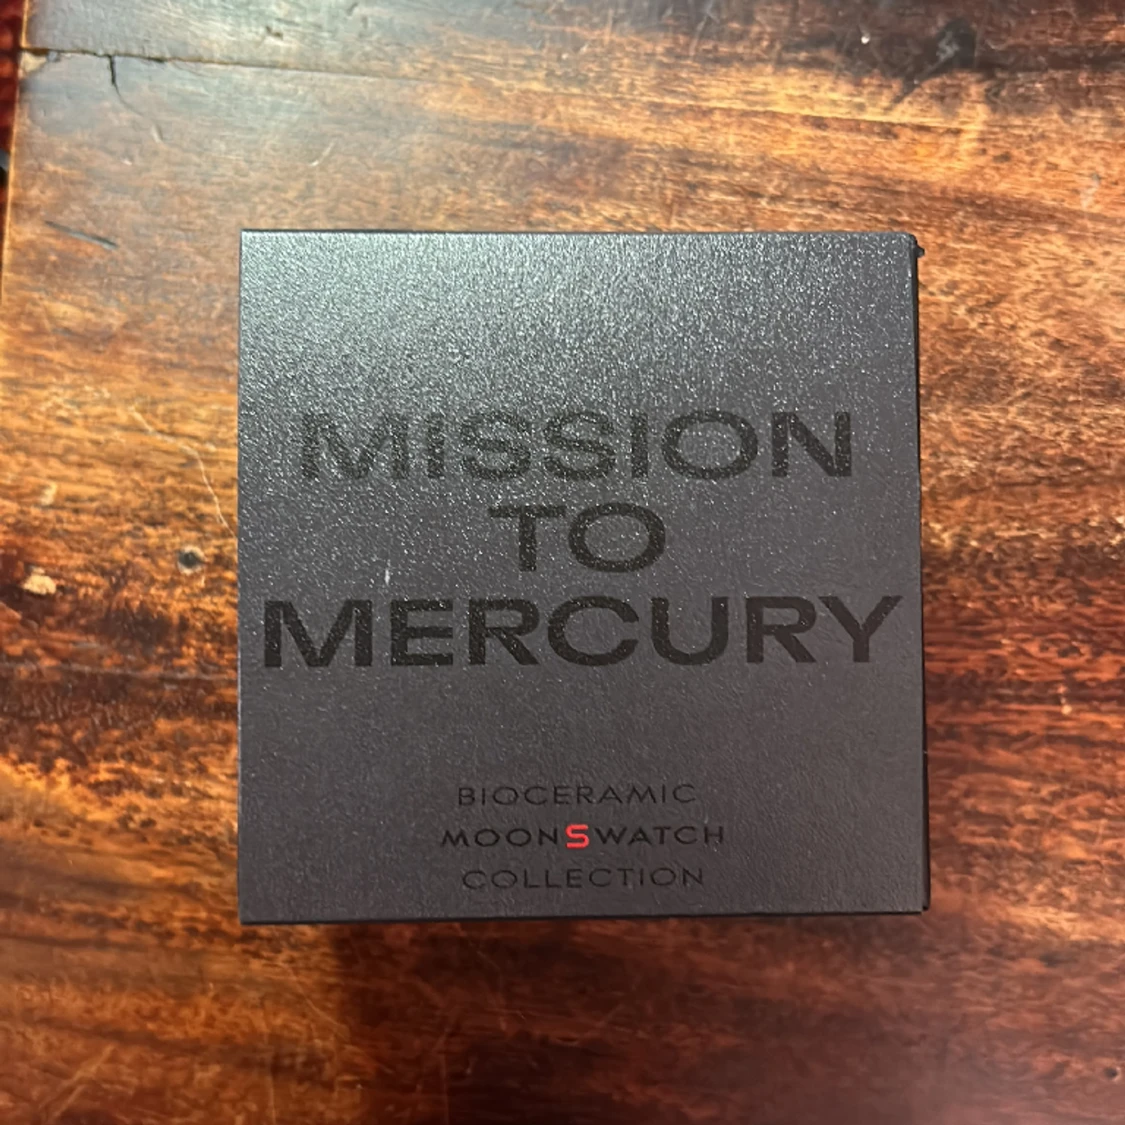 MISSION
TO
MERCURY
BIOCERAMIC
MOONSWATCH
COLLECTION